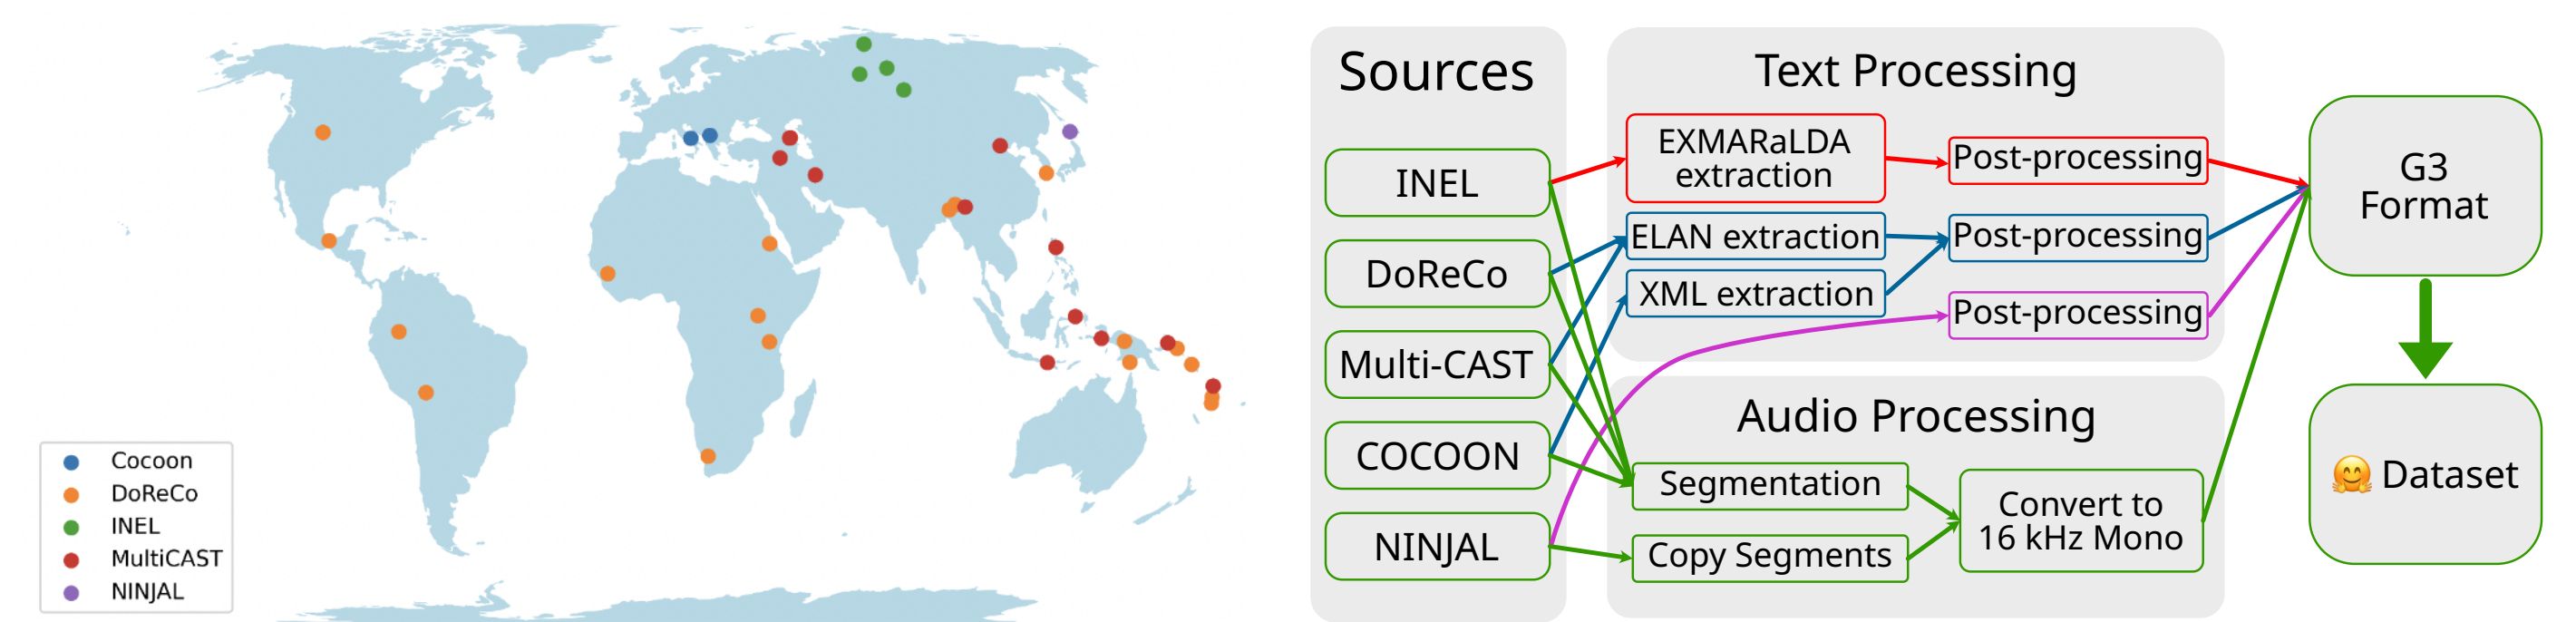 Cocoon
DoReCo
INEL
MultiCAST
NINJAL
Sources
INEL
DoReCo
Multi-CAST
COCOON
NINJAL
Text Processing
EXMARaLDA
extraction
Post-processing
ELAN extraction
Post-processing
XML extraction
Post-processing
Audio Processing
Segmentation
Copy Segments
Convert to
16 kHz Mono
G3
Format
🤗 Dataset